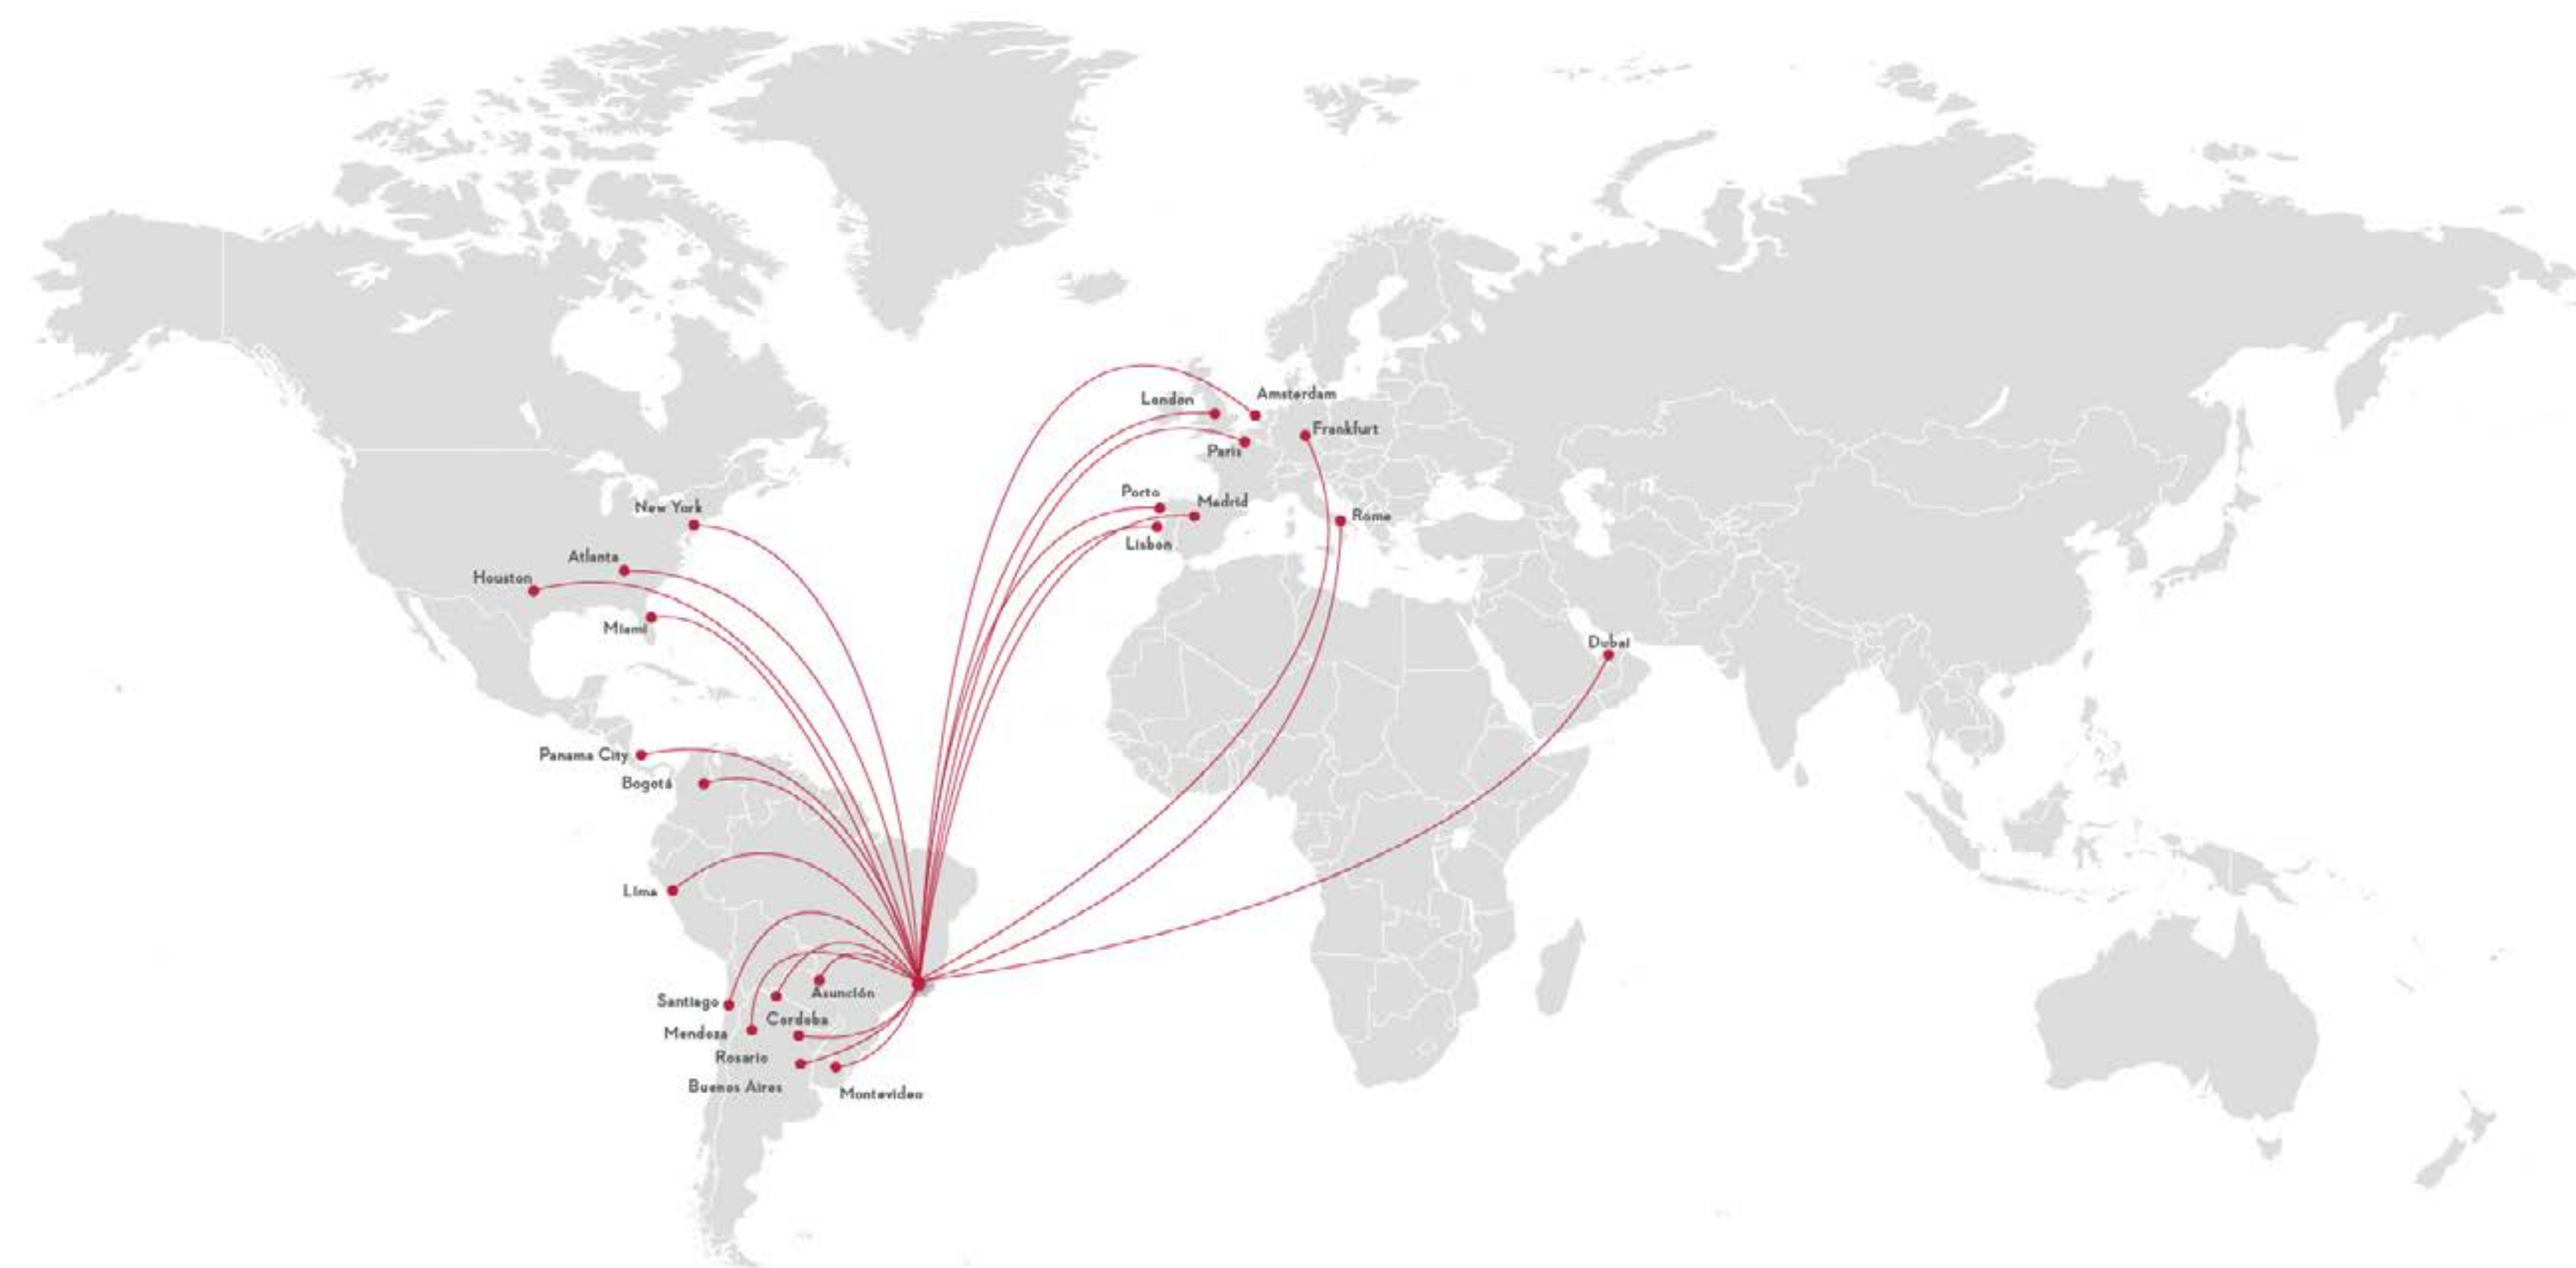 Amsterdam
London
Frankfurt
Paris
Porto
Madrid
New York
Rome
Lisbon
Atlanta
Houston
Miami
Dubai
Panama City
Bogotá
Lima
Asunción
Santiago
Cordoba
Mendoza
Rosario
Buenos Aires
Montevideo